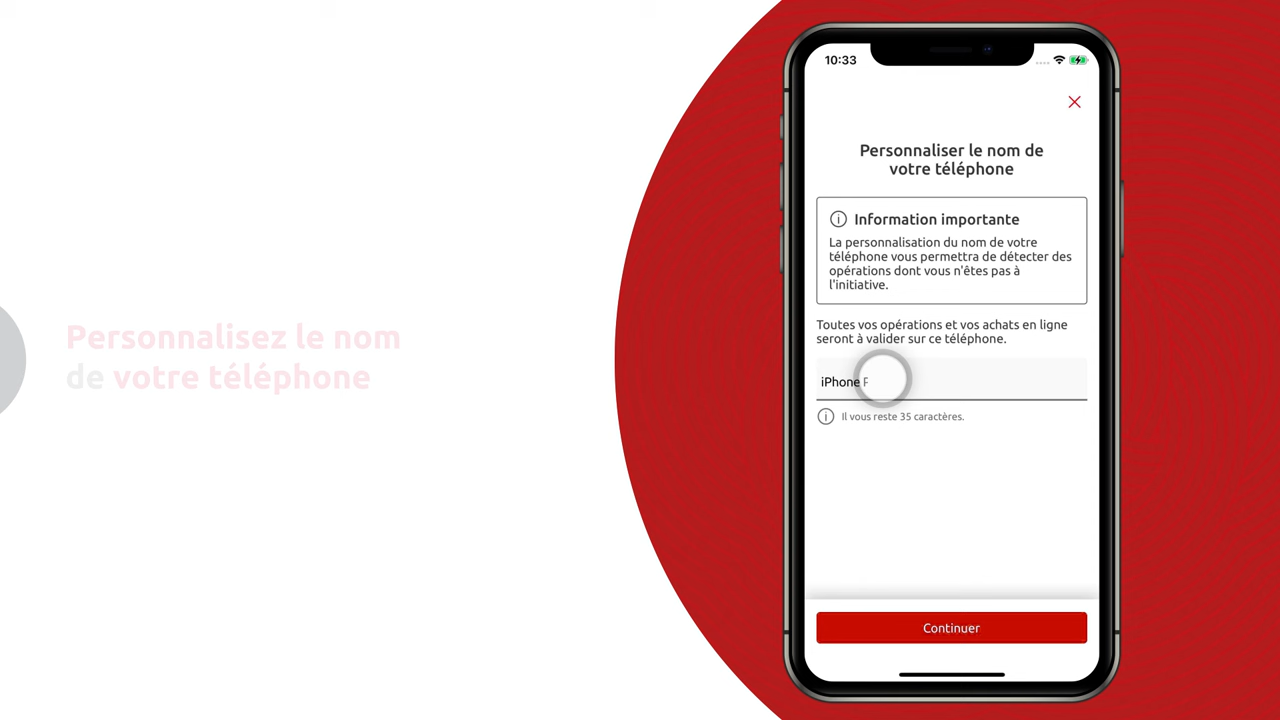 Personnalisez le nom
de votre téléphone
10:33
Personnaliser le nom de
votre téléphone
Information importante
La personnalisation du nom de votre
téléphone vous permettra de détecter des
opérations dont vous n'êtes pas à
l'initiative.
Toutes vos opérations et vos achats en ligne
seront à valider sur ce téléphone.
iPhone
Il vous reste 35 caractères.
Continuer